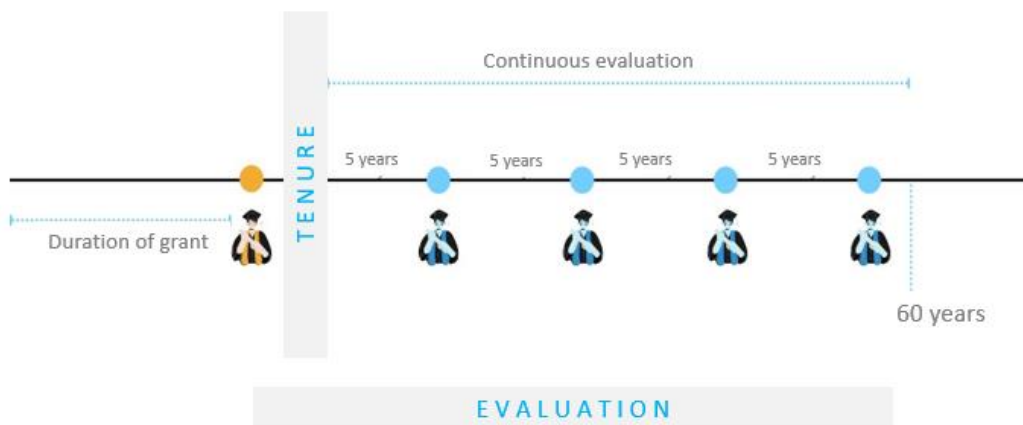 Continuous evaluation
TENURE
5 years
5 years
5 years
5 years
Duration of grant
60 years
EVALUATION